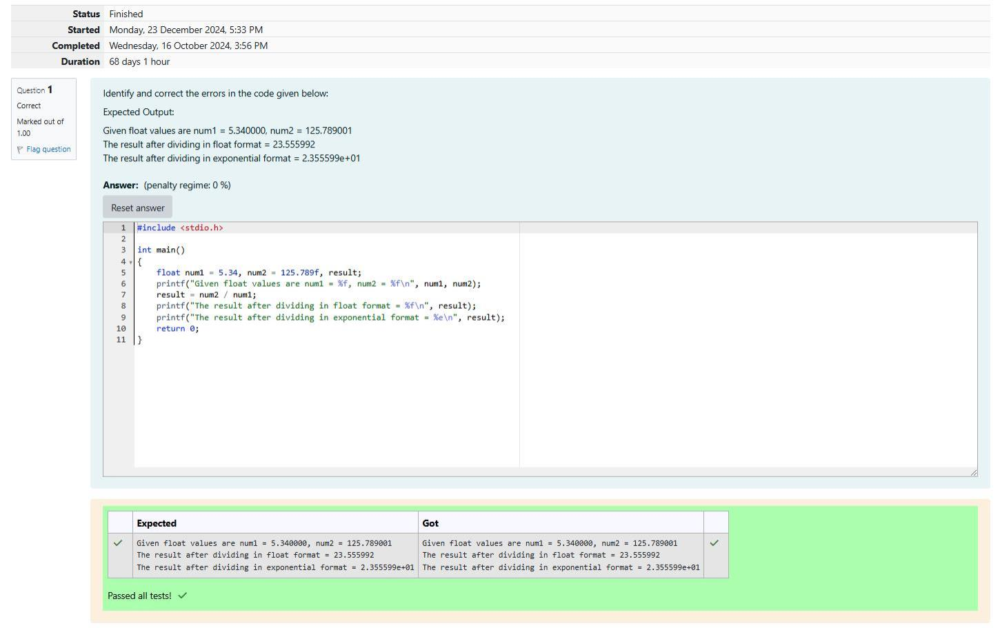 Status Finished
Started Monday, 23 December 2024, 5:33 PM
Completed Wednesday, 16 October 2024, 3:56 PM
Duration 68 days 1 hour
Question 1
Correct
Marked out of
1.00
Flag question
Identify and correct the errors in the code given below:
Expected Output:
Given float values are num1 = 5.340000, num2 = 125.789001
The result after dividing in float format = 23.555992
The result after dividing in exponential format = 2.355599e+01
Answer: (penalty regime: 0 %)
Reset answer
1 #include <stdio.h>
2
3 int main()
4 {
5 float num1 = 5.34, num2 = 125.789f, result;
6 printf("Given float values are num1 = %f, num2 = %f\n", num1, num2);
7 result = num2 / num1;
8 printf("The result after dividing in float format = %f\n", result);
9 printf("The result after dividing in exponential format = %e\n", result);
10 return 0;
11 }
Expected Got
Given float values are num1 = 5.340000, num2 = 125.789001 Given float values are num1 = 5.340000, num2 = 125.789001
The result after dividing in float format = 23.555992 The result after dividing in float format = 23.555992
The result after dividing in exponential format = 2.355599e+01 The result after dividing in exponential format = 2.355599e+01
Passed all tests!